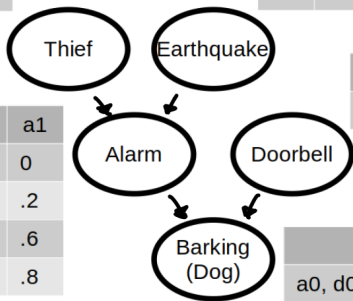 Thief
Earthquake
a1
0
.2
.6
.8
Alarm
Doorbell
Barking
(Dog)
a0, d0